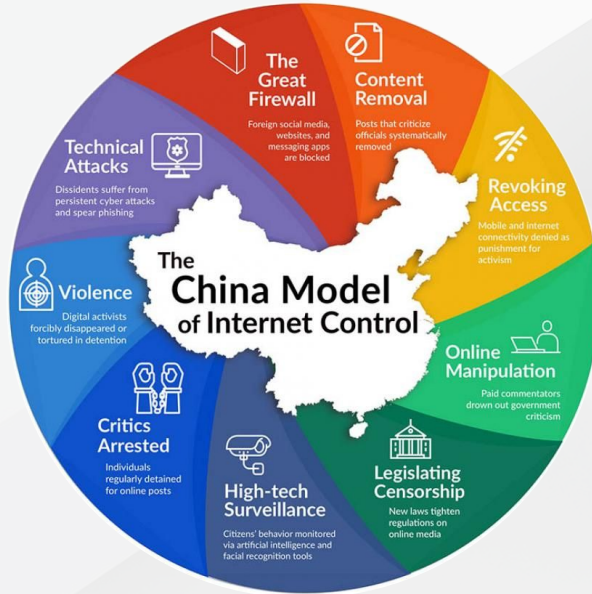 The
China Model
of Internet Control
The
Great
Firewall
Foreign social media,
websites, and
messaging apps
are blocked
Content
Removal
Posts that criticize
officials systematically
removed
Revoking
Access
Mobile and internet
connectivity denied as
punishment for
activism
Online
Manipulation
Paid commentators
drown out government
criticism
Legislating
Censorship
New laws tighten
regulations on
online media
High-tech
Surveillance
Citizens' behavior monitored
via artificial intelligence and
facial recognition tools
Critics
Arrested
Individuals
regularly detained
for online posts
Violence
Digital activists
forcibly disappeared or
tortured in detention
Technical
Attacks
Dissidents suffer from
persistent cyber attacks
and spear phishing